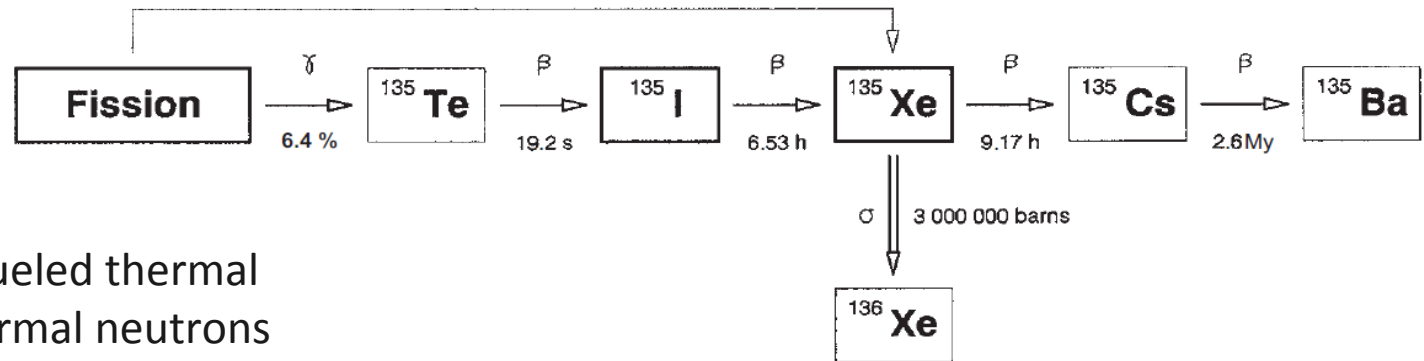 γ β β β β
Fission ¹³⁵Te ¹³⁵I ¹³⁵Xe ¹³⁵Cs ¹³⁵Ba
6.4 % 19.2 s 6.53 h 9.17 h 2.6My
σ 3 000 000 barns
ueled thermal
¹³⁶Xe
rmal neutrons